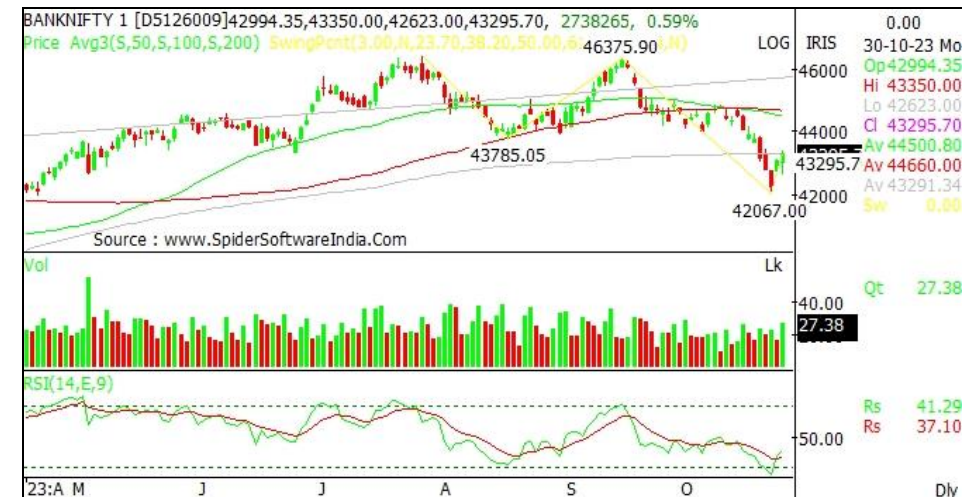 BANKNIFTY 1 [D5126009]42994.35,43350.00,42623.00,43295.70, 2738265, 0.59%
Price Avg3(S,50,S,100,S,200) SwingPcnt(3.00,N,23.70,38.20,50.00,6
46375.90
LOG
IRIS
0.00
30-10-23 Mo
Op 42994.35
Hi 43350.00
Lo 42623.00
Cl 43295.70
Av 44500.80
Av 44660.00
Av 43291.34
Sw 0.00
46000
44000
43295.7
42000
43785.05
42067.00
Source : www.SpiderSoftwareIndia.Com
Vol
Lk
40.00
27.38
Qt 27.38
RSI(14,E,9)
50.00
Rs 41.29
Rs 37.10
'23:A M J J A S O
Dly